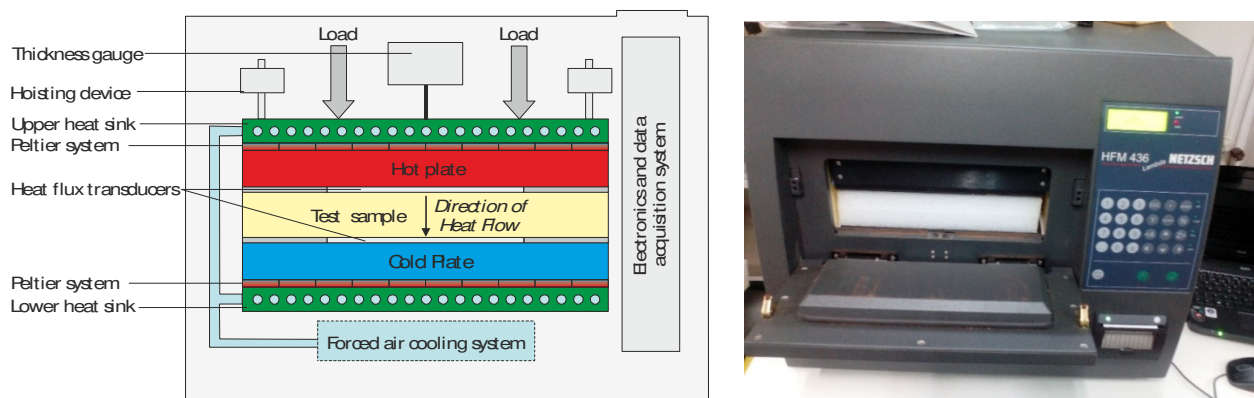 Load
Load
Thickness gauge
Hoisting device
Upper heat sink
Peltier system
Hot plate
Heat flux transducers
Test sample
Direction of
Heat Flow
Cold Plate
Peltier system
Lower heat sink
Forced air cooling system
Electronics and data
acquisition system
HFM 436
Lambda
NETZSCH